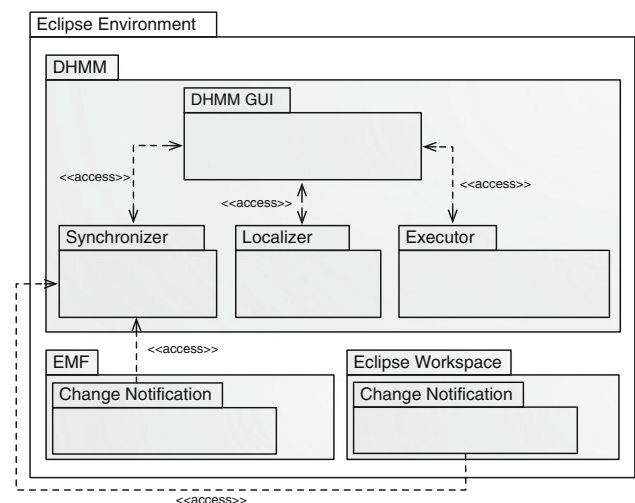 Eclipse Environment
DHMM
DHMM GUI
<<access>>
<<access>>
<<access>>
Synchronizer
Localizer
Executor
<<access>>
EMF
Eclipse Workspace
Change Notification
Change Notification
<<access>>